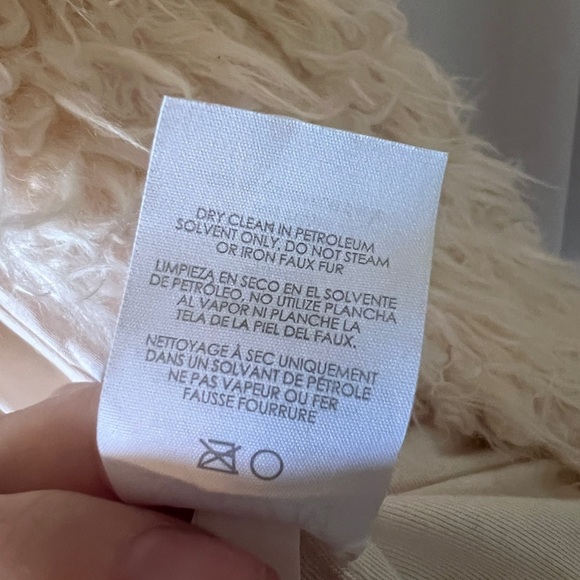 DRY CLEAN IN PETROLEUM
SOLVENT ONLY. DO NOT STEAM
OR IRON FAUX FUR
LIMPIEZA EN SECO EN EL SOLVENTE
DE PETRÓLEO. NO UTILIZE PLANCHA
AL VAPOR NI PLANCHE LA
TELA DE LA PIEL DEL FAUX.
NETTOYAGE À SEC UNIQUEMENT
DANS UN SOLVANT DE PÉTROLE
NE PAS VAPEUR OU FER
FAUSSE FOURRURE